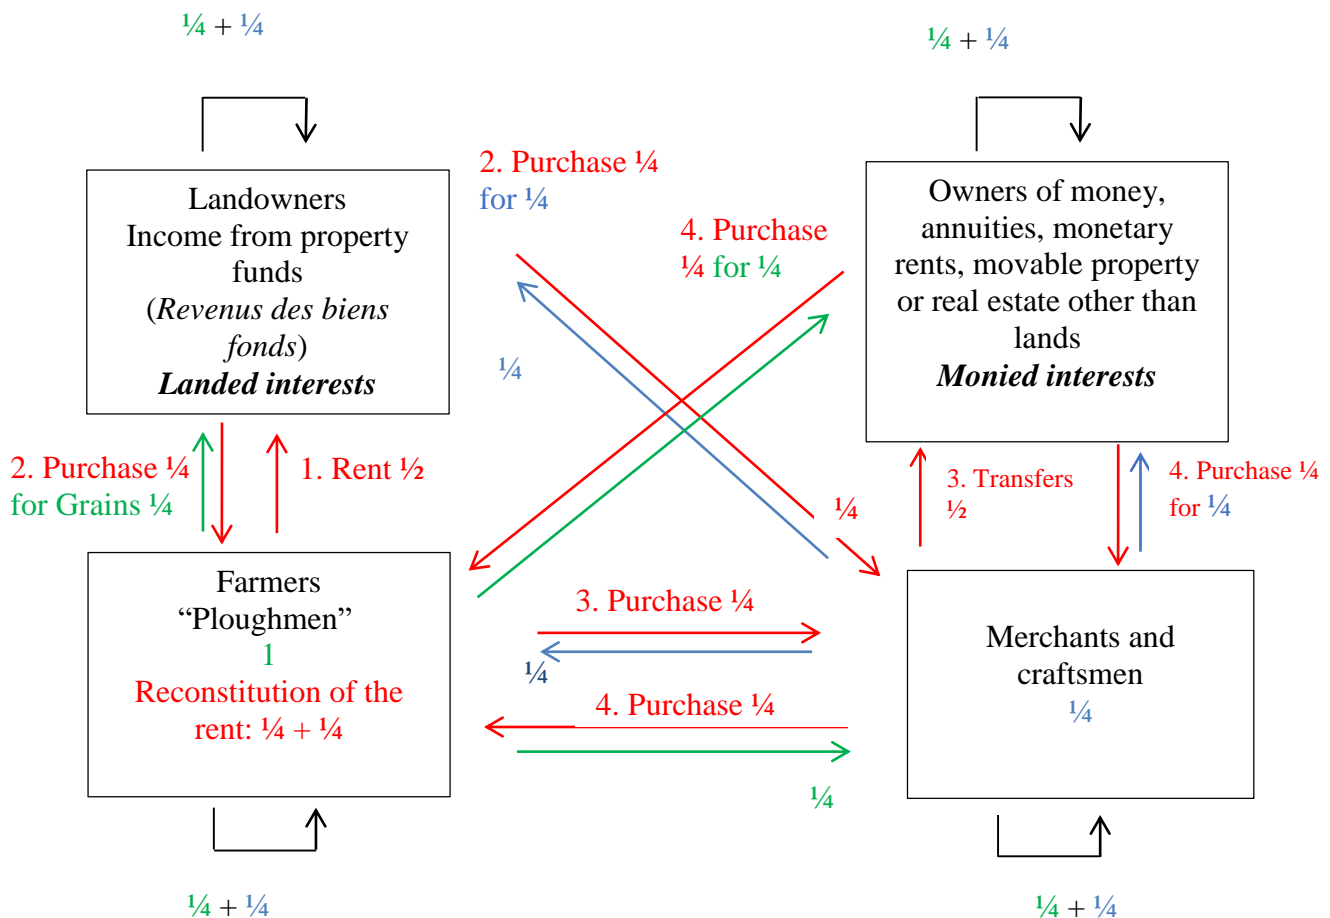 ¼ + ¼
¼ + ¼
Landowners
Income from property
funds
(Revenus des biens
fonds)
Landed interests
2. Purchase ¼
for ¼
4. Purchase
¼ for ¼
Owners of money,
annuities, monetary
rents, movable property
or real estate other than
lands
Monied interests
¼
2. Purchase ¼
for Grains ¼
1. Rent ½
¼
3. Transfers
½
4. Purchase ¼
for ¼
Farmers
“Ploughmen”
1
Reconstitution of the
rent: ¼ + ¼
3. Purchase ¼
¼
4. Purchase ¼
¼
Merchants and
craftsmen
¼
¼ + ¼
¼ + ¼